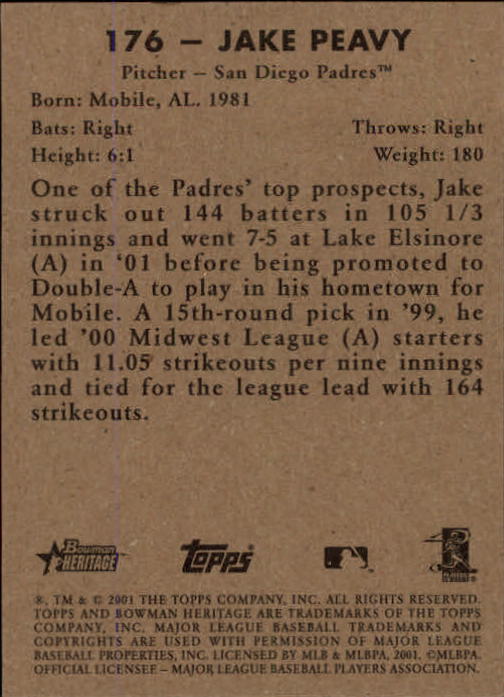 176 – JAKE PEAVY
Pitcher – San Diego Padres™
Born: Mobile, AL. 1981
Bats: Right Throws: Right
Height: 6:1 Weight: 180
One of the Padres' top prospects, Jake
struck out 144 batters in 105 1/3
innings and went 7-5 at Lake Elsinore
(A) in '01 before being promoted to
Double-A to play in his hometown for
Mobile. A 15th-round pick in '99, he
led '00 Midwest League (A) starters
with 11.05 strikeouts per nine innings
and tied for the league lead with 164
strikeouts.
Bowman HERITAGE Topps
®, TM & © 2001 THE TOPPS COMPANY, INC. ALL RIGHTS RESERVED.
TOPPS AND BOWMAN HERITAGE ARE TRADEMARKS OF THE TOPPS
COMPANY, INC. MAJOR LEAGUE BASEBALL TRADEMARKS AND
COPYRIGHTS ARE USED WITH PERMISSION OF MAJOR LEAGUE
BASEBALL PROPERTIES, INC. LICENSED BY MLB & MLBPA, 2001. ©MLBPA.
OFFICIAL LICENSEE – MAJOR LEAGUE BASEBALL PLAYERS ASSOCIATION.